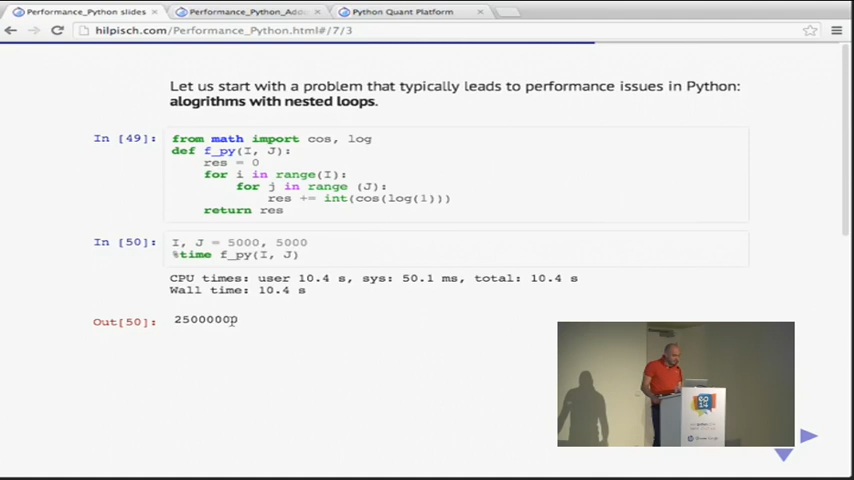 Performance_Python slides
Performance_Python_Add
Python Quant Platform
hilpisch.com/Performance_Python.html#/7/3
Let us start with a problem that typically leads to performance issues in Python:
alogrithms with nested loops.
In [49]:
from math import cos, log
def f_py(I, J):
res = 0
for i in range(I):
for j in range (J):
res += int(cos(log(1)))
return res
In [50]:
I, J = 5000, 5000
%time f_py(I, J)
CPU times: user 10.4 s, sys: 50.1 ms, total: 10.4 s
Wall time: 10.4 s
Out[50]:
25000000